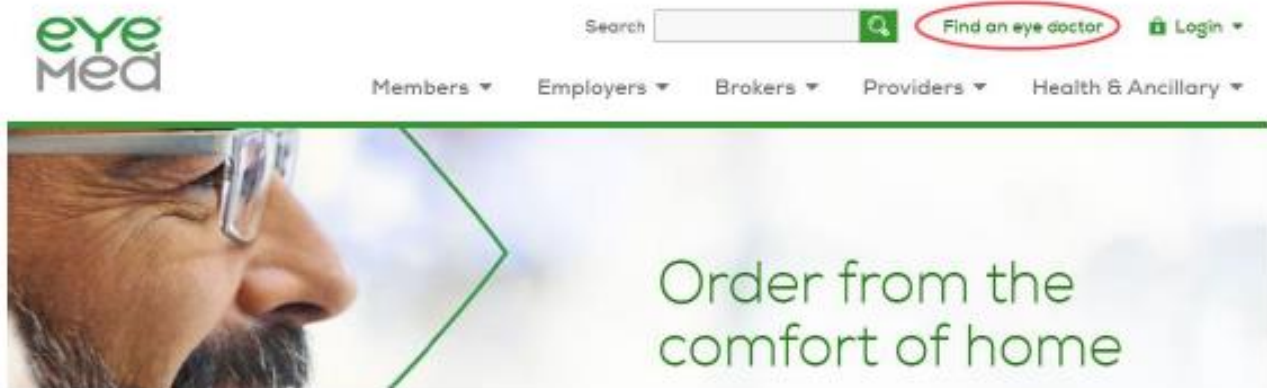 eye
Med
Search
Find an eye doctor
Login
Members
Employers
Brokers
Providers
Health & Ancillary
Order from the
comfort of home